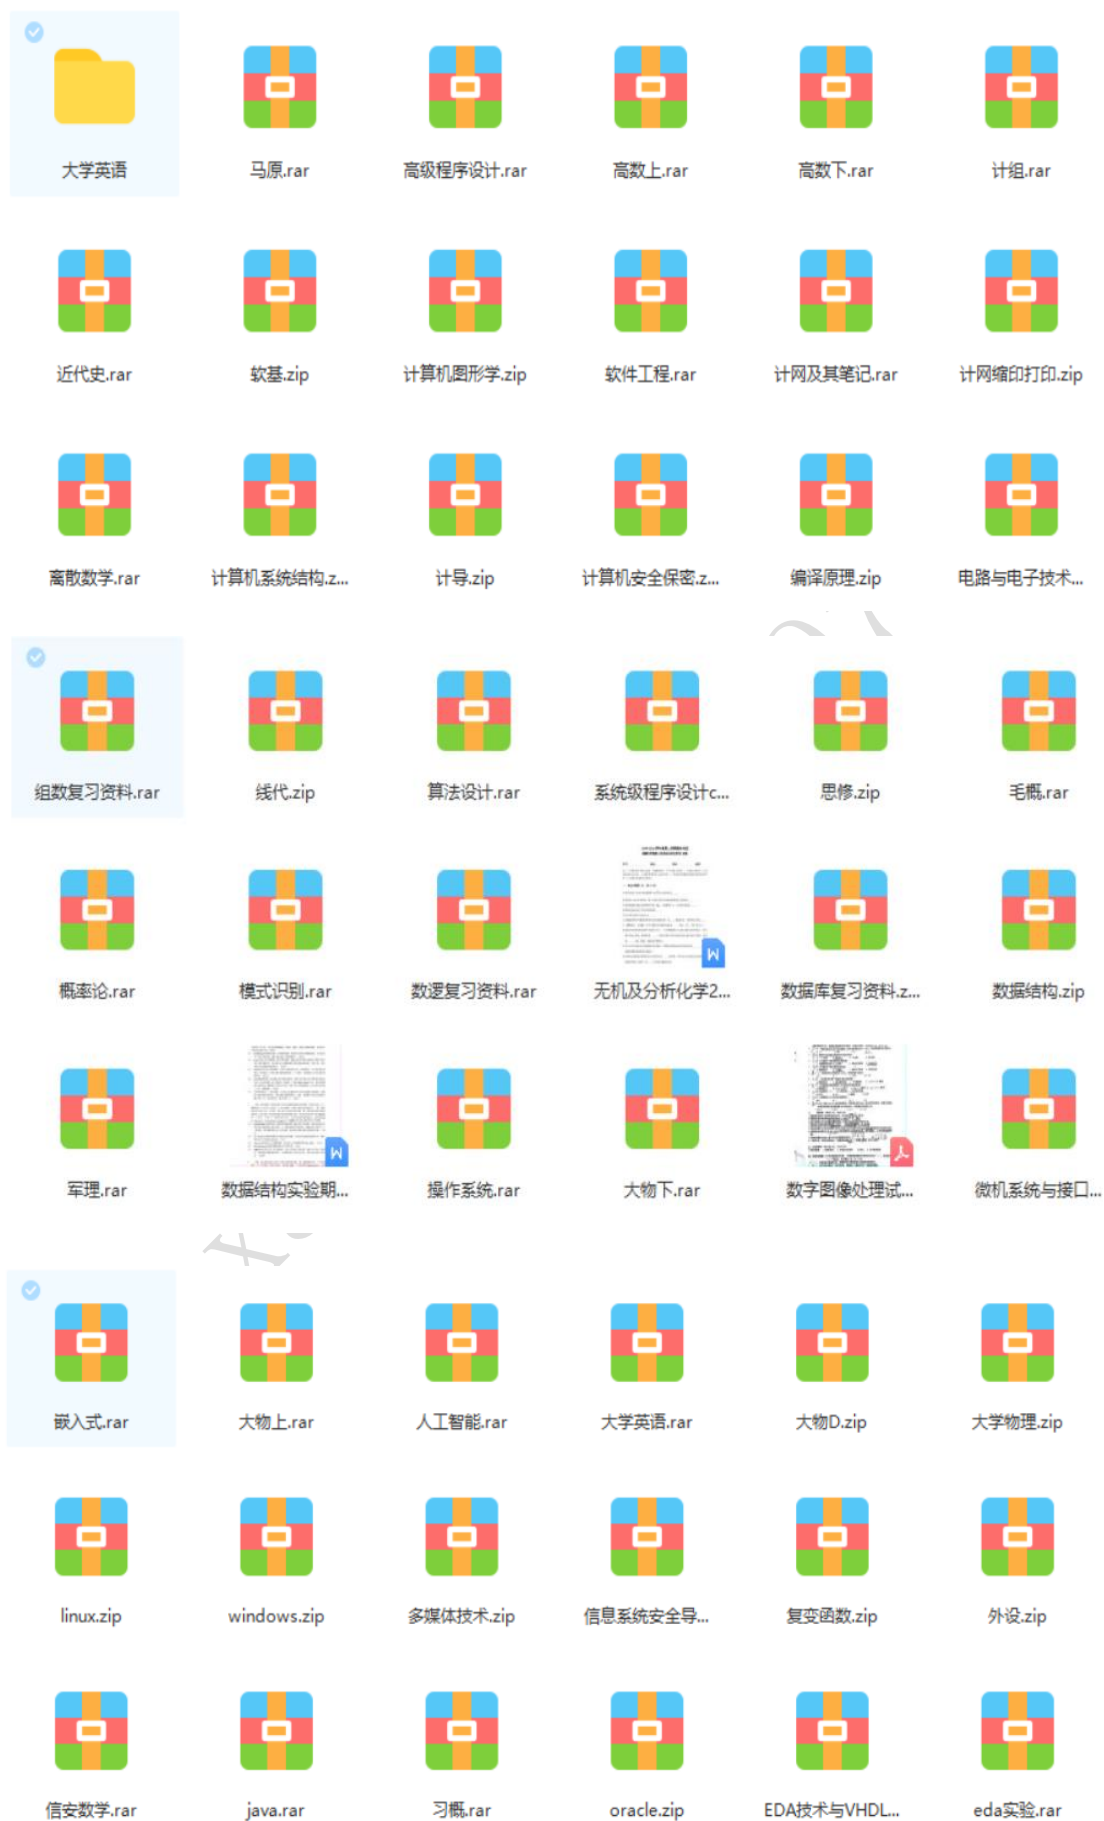 大学英语
马原.rar
高级程序设计.rar
高数上.rar
高数下.rar
计组.rar
近代史.rar
软基.zip
计算机图形学.zip
软件工程.rar
计网及其笔记.rar
计网缩印打印.zip
离散数学.rar
计算机系统结构.z...
计导.zip
计算机安全保密.z...
编译原理.zip
电路与电子技术...
组数复习资料.rar
线代.zip
算法设计.rar
系统级程序设计c...
思修.zip
毛概.rar
概率论.rar
模式识别.rar
数逻复习资料.rar
无机及分析化学2...
数据库复习资料.z...
数据结构.zip
军理.rar
数据结构实验期...
操作系统.rar
大物下.rar
数字图像处理试...
微机系统与接口...
嵌入式.rar
大物上.rar
人工智能.rar
大学英语.rar
大物D.zip
大学物理.zip
linux.zip
windows.zip
多媒体技术.zip
信息系统安全导...
复变函数.zip
外设.zip
信安数学.rar
java.rar
习概.rar
oracle.zip
EDA技术与VHDL...
eda实验.rar